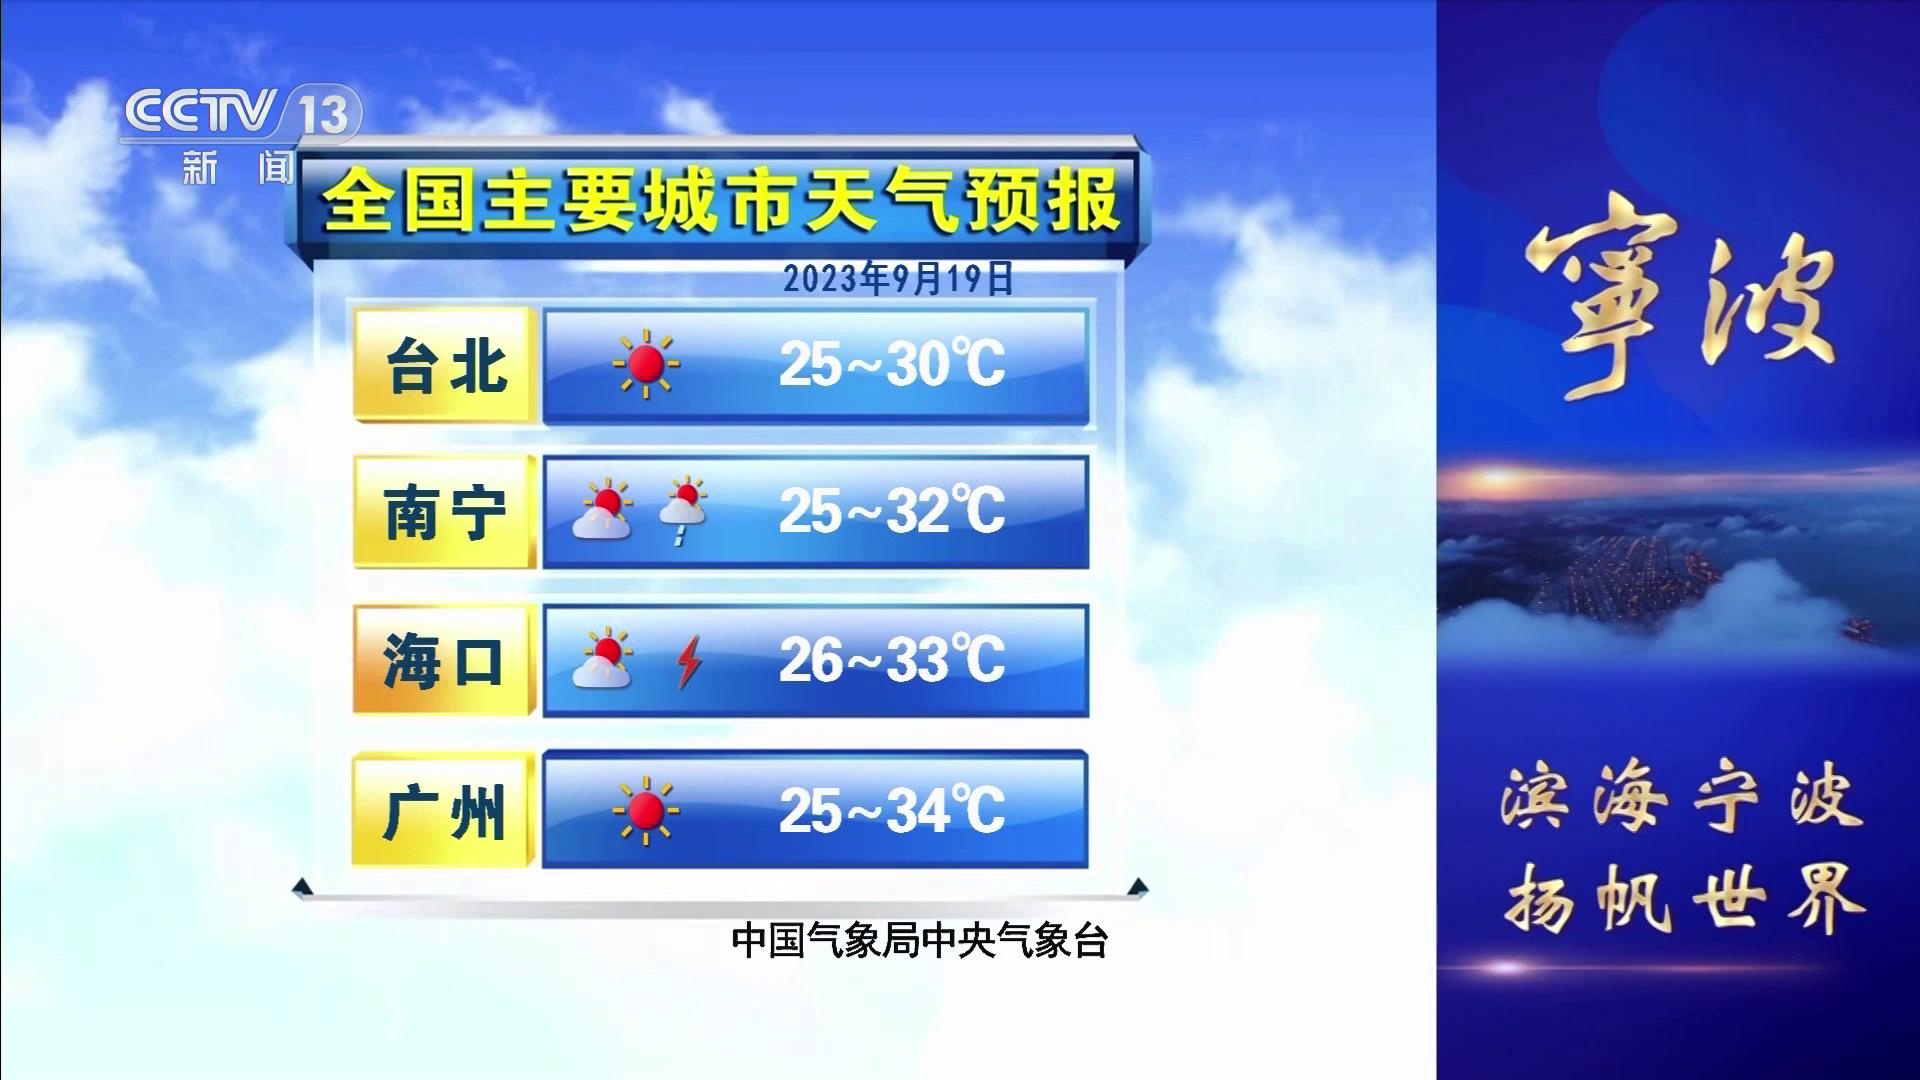 CCTV 13
新闻
全国主要城市天气预报
2023年9月19日
台北 25~30℃
南宁 25~32℃
海口 26~33℃
广州 25~34℃
中国气象局中央气象台
寧波
滨海宁波
扬帆世界